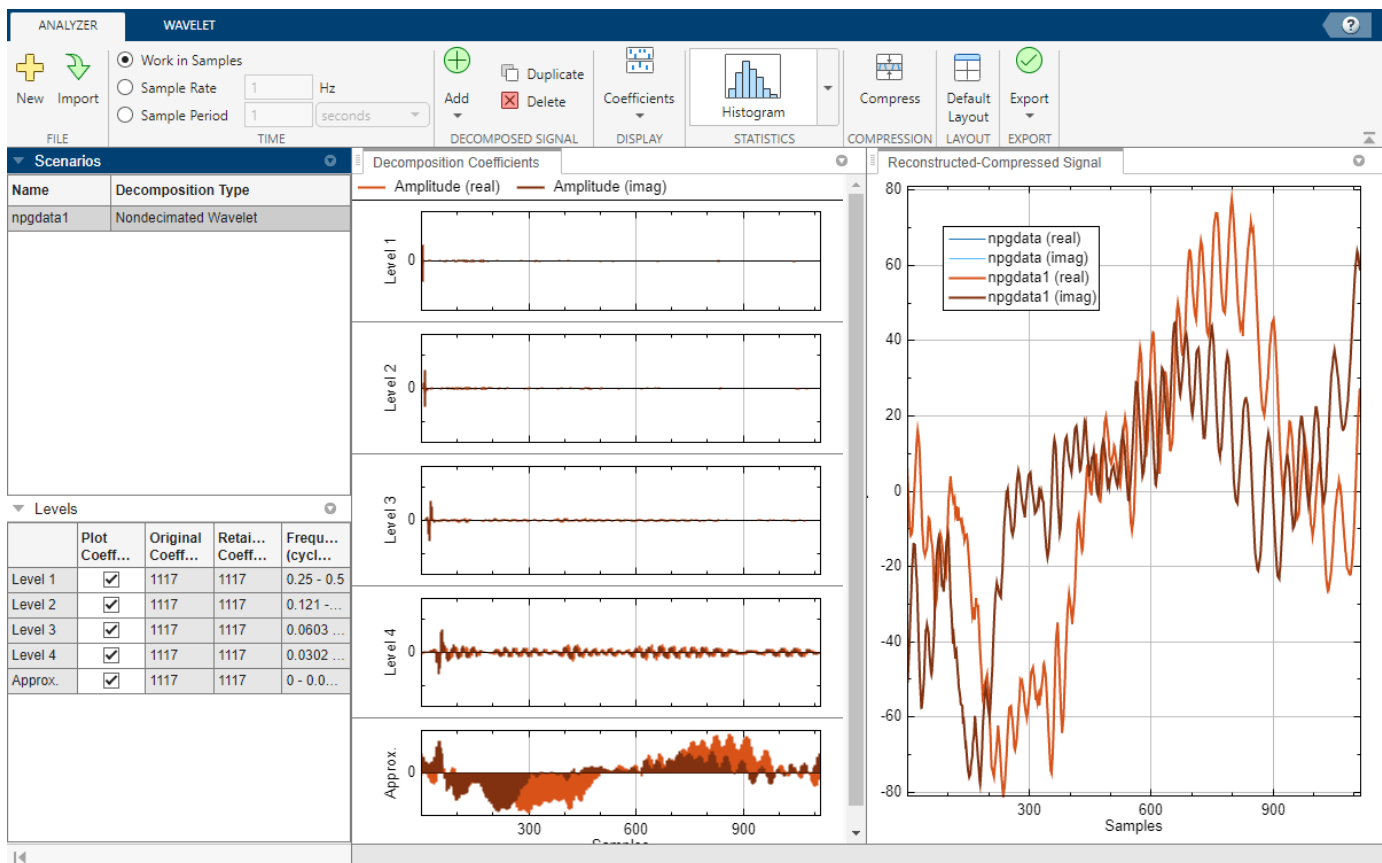 ANALYZER WAVELET ?
New Import
Work in Samples
Sample Rate 1 Hz
Sample Period 1 seconds
Add
Duplicate
Delete
Coefficients
Histogram
Compress
Default
Layout
Export
FILE TIME DECOMPOSED SIGNAL DISPLAY STATISTICS COMPRESSION LAYOUT EXPORT
Scenarios
Name Decomposition Type
npgdata1 Nondecimated Wavelet
Levels
Plot Original Retai... Frequ...
Coeff... Coeff... Coeff... (cycl...
Level 1 1117 1117 0.25 - 0.5
Level 2 1117 1117 0.121 -...
Level 3 1117 1117 0.0603 ...
Level 4 1117 1117 0.0302 ...
Approx. 1117 1117 0 - 0.0...
Decomposition Coefficients
Amplitude (real) Amplitude (imag)
Level 1 0
Level 2 0
Level 3 0
Level 4 0
Approx. 0
300 600 900
Samples
Reconstructed-Compressed Signal
npgdata (real)
npgdata (imag)
npgdata1 (real)
npgdata1 (imag)
80
60
40
20
0
-20
-40
-60
-80
300 600 900
Samples